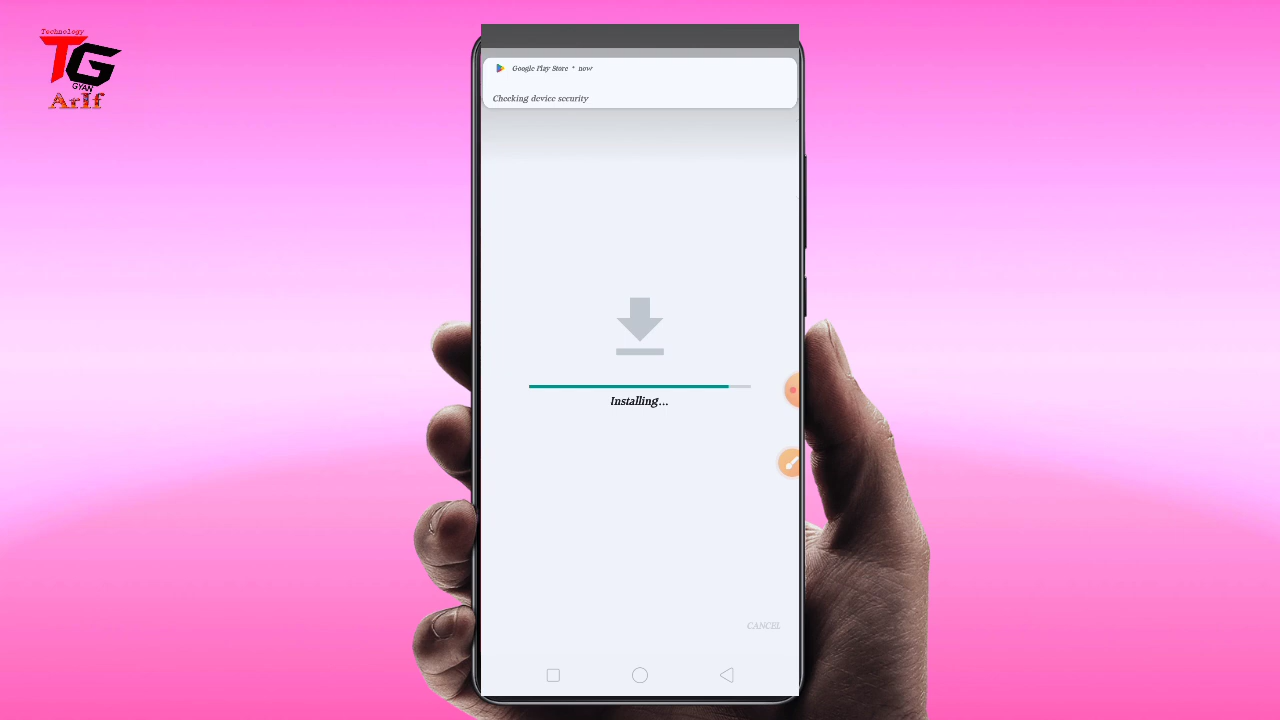 Technology
TG
GYAN
ArIf
Google Play Store • now
Checking device security
Installing...
CANCEL